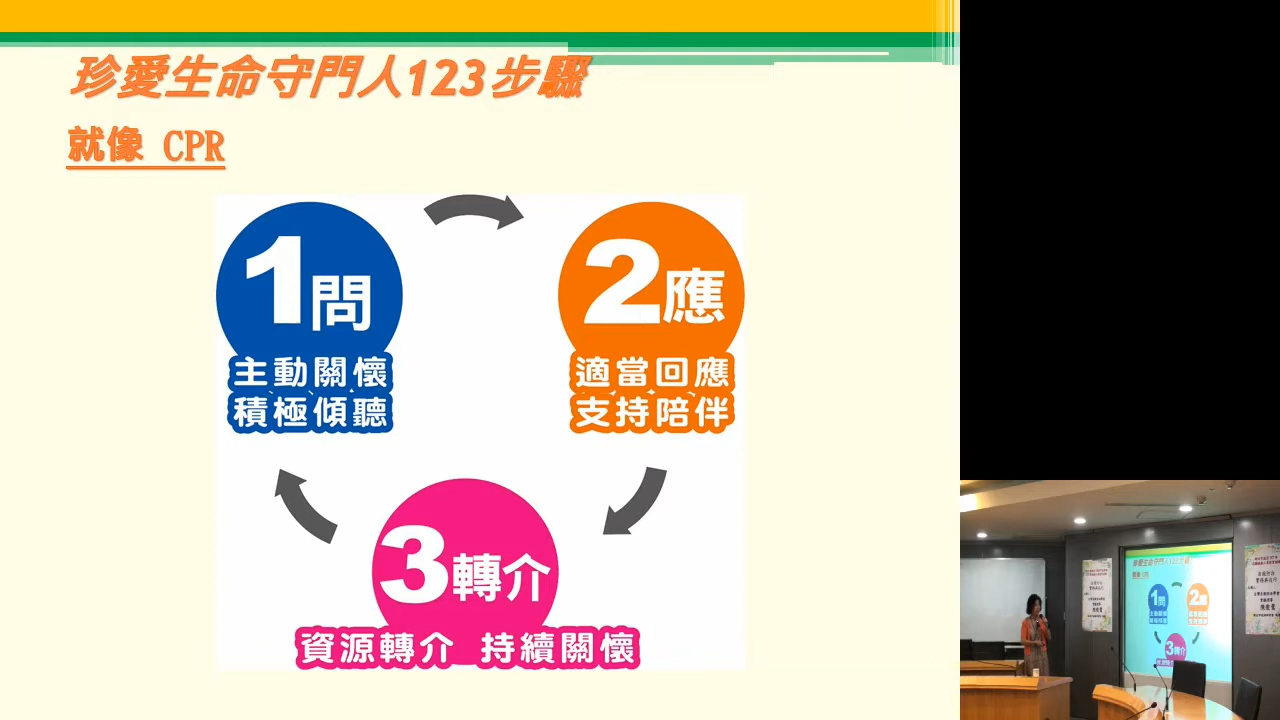 珍愛生命守門人123步驟
就像 CPR
1問
主動關懷
積極傾聽
2應
適當回應
支持陪伴
3轉介
資源轉介 持續關懷